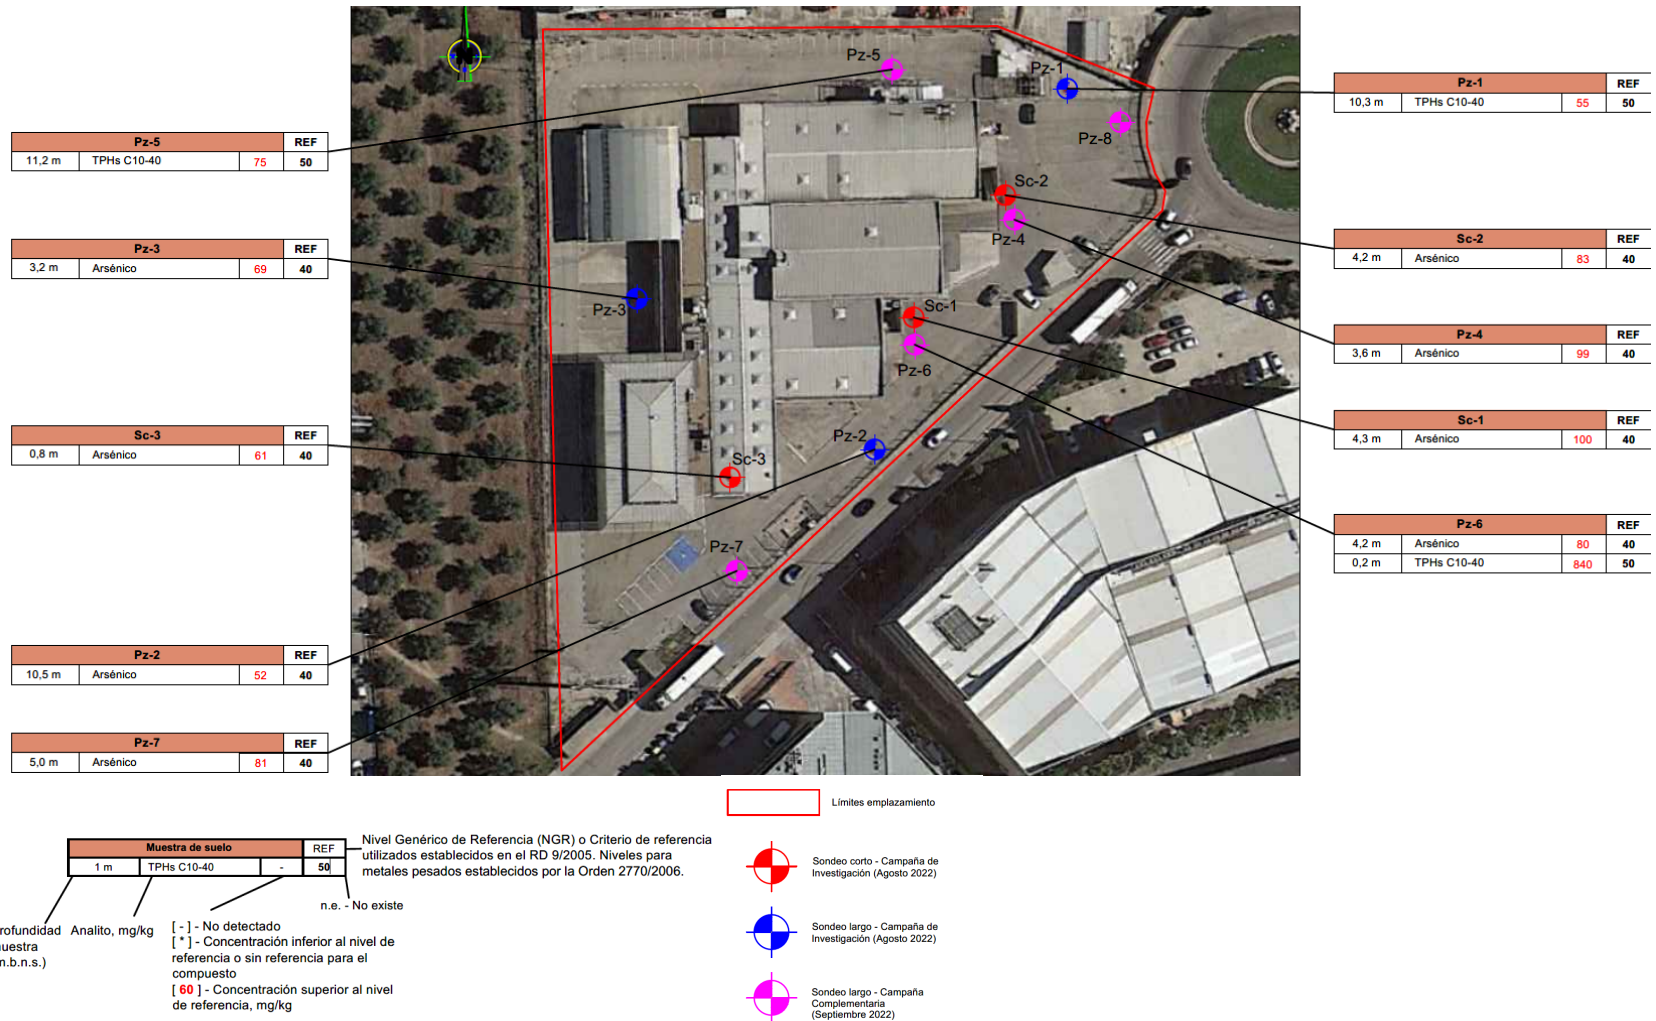 Pz-5 REF
11,2 m TPHs C10-40 75 50
Pz-3 REF
3,2 m Arsénico 69 40
Sc-3 REF
0,8 m Arsénico 61 40
Pz-2 REF
10,5 m Arsénico 52 40
Pz-7 REF
5,0 m Arsénico 81 40
Pz-5
Pz-1
Pz-8
Sc-2
Pz-4
Pz-3
Sc-1
Pz-6
Pz-2
Sc-3
Pz-7
Pz-1 REF
10,3 m TPHs C10-40 55 50
Sc-2 REF
4,2 m Arsénico 83 40
Pz-4 REF
3,6 m Arsénico 99 40
Sc-1 REF
4,3 m Arsénico 100 40
Pz-6 REF
4,2 m Arsénico 80 40
0,2 m TPHs C10-40 840 50
Muestra de suelo REF
1 m TPHs C10-40 - 50
Nivel Genérico de Referencia (NGR) o Criterio de referencia
utilizados establecidos en el RD 9/2005. Niveles para
metales pesados establecidos por la Orden 2770/2006.
n.e. - No existe
rofundidad
uestra
n.b.n.s.)
Analito, mg/kg
[ - ] - No detectado
[ * ] - Concentración inferior al nivel de
referencia o sin referencia para el
compuesto
[ 60 ] - Concentración superior al nivel
de referencia, mg/kg
Límites emplazamiento
Sondeo corto - Campaña de
Investigación (Agosto 2022)
Sondeo largo - Campaña de
Investigación (Agosto 2022)
Sondeo largo - Campaña
Complementaria
(Septiembre 2022)